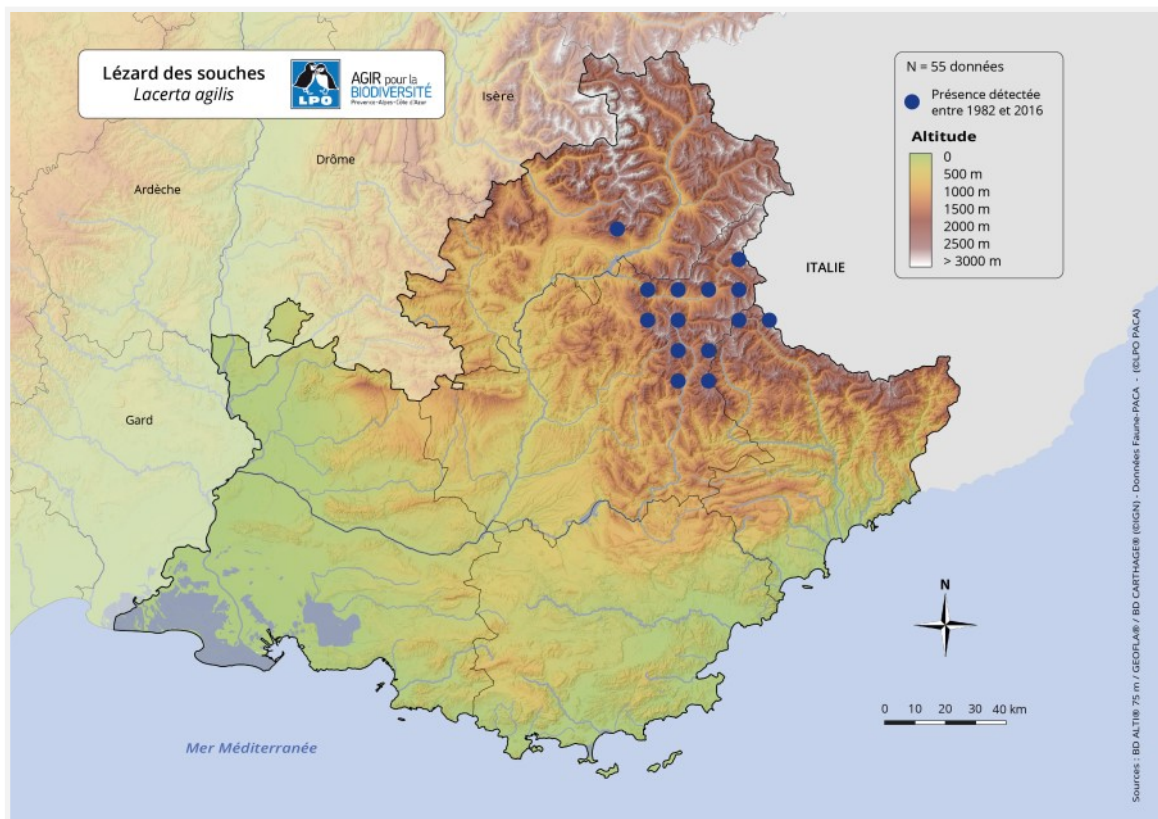 Lézard des souches
Lacerta agilis
LPO
AGIR pour la
BIODIVERSITÉ
Provence-Alpes-Côte d'Azur
N = 55 données
Présence détectée
entre 1982 et 2016
Altitude
0
500 m
1000 m
1500 m
2000 m
2500 m
> 3000 m
Isère
Drôme
Ardèche
ITALIE
Gard
N
0 10 20 30 40 km
Mer Méditerranée
Sources : BD ALTI® 75 m / GEOFLA® / BD CARTHAGE® (©IGN) - Données Faune-PACA - (©LPO PACA)